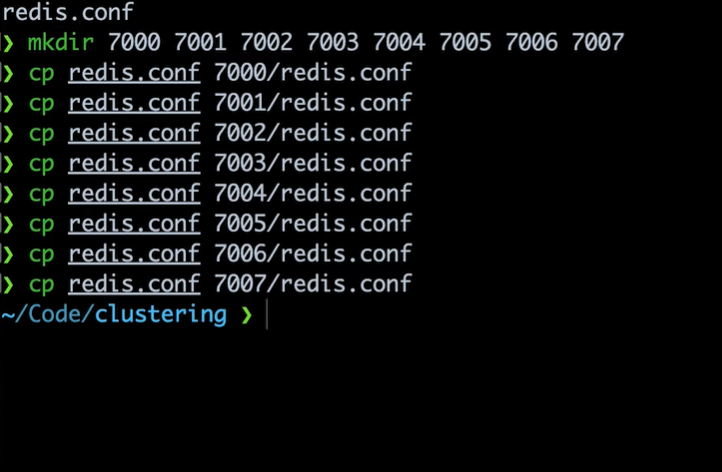 redis.conf
❯ mkdir 7000 7001 7002 7003 7004 7005 7006 7007
❯ cp redis.conf 7000/redis.conf
❯ cp redis.conf 7001/redis.conf
❯ cp redis.conf 7002/redis.conf
❯ cp redis.conf 7003/redis.conf
❯ cp redis.conf 7004/redis.conf
❯ cp redis.conf 7005/redis.conf
❯ cp redis.conf 7006/redis.conf
❯ cp redis.conf 7007/redis.conf
~/Code/clustering ❯